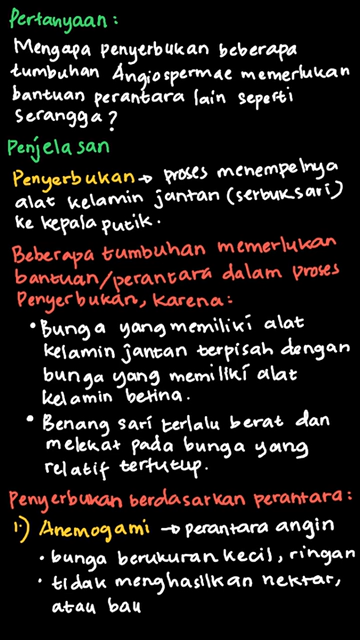 Pertanyaan :
Mengapa penyerbukan beberapa
tumbuhan Angiospermae memerlukan
bantuan perantara lain seperti
serangga?
Penjelasan
Penyerbukan → proses menempelnya
alat kelamin jantan (serbuk sari)
ke kepala putik.
Beberapa tumbuhan memerlukan
bantuan/perantara dalam proses
Penyerbukan, karena :
• Bunga yang memiliki alat
kelamin jantan terpisah dengan
bunga yang memiliki alat
kelamin betina.
• Benang sari terlalu berat dan
melekat pada bunga yang
relatif tertutup.
Penyerbukan berdasarkan perantara :
1.) Anemogami → perantara angin
• bunga berukuran kecil, ringan
• tidak menghasilkan nektar,
atau bau